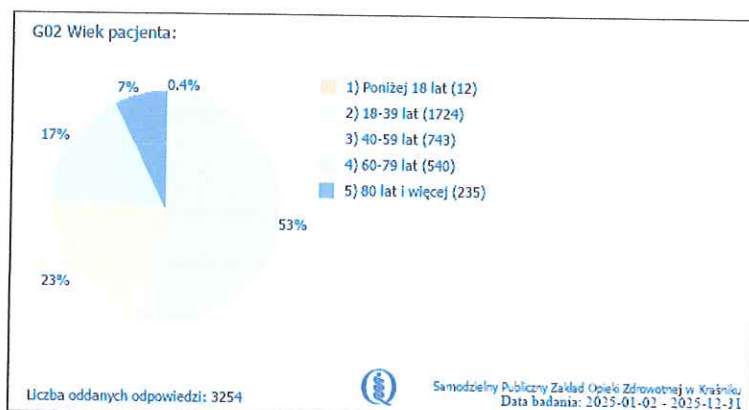 G02 Wiek pacjenta:
7%
0.4%
17%
53%
23%
1) Poniżej 18 lat (12)
2) 18-39 lat (1724)
3) 40-59 lat (743)
4) 60-79 lat (540)
5) 80 lat i więcej (235)
Liczba oddanych odpowiedzi: 3254
Samodzielny Publiczny Zakład Opieki Zdrowotnej w Kraśniku
Data badania: 2025-01-02 - 2025-12-31